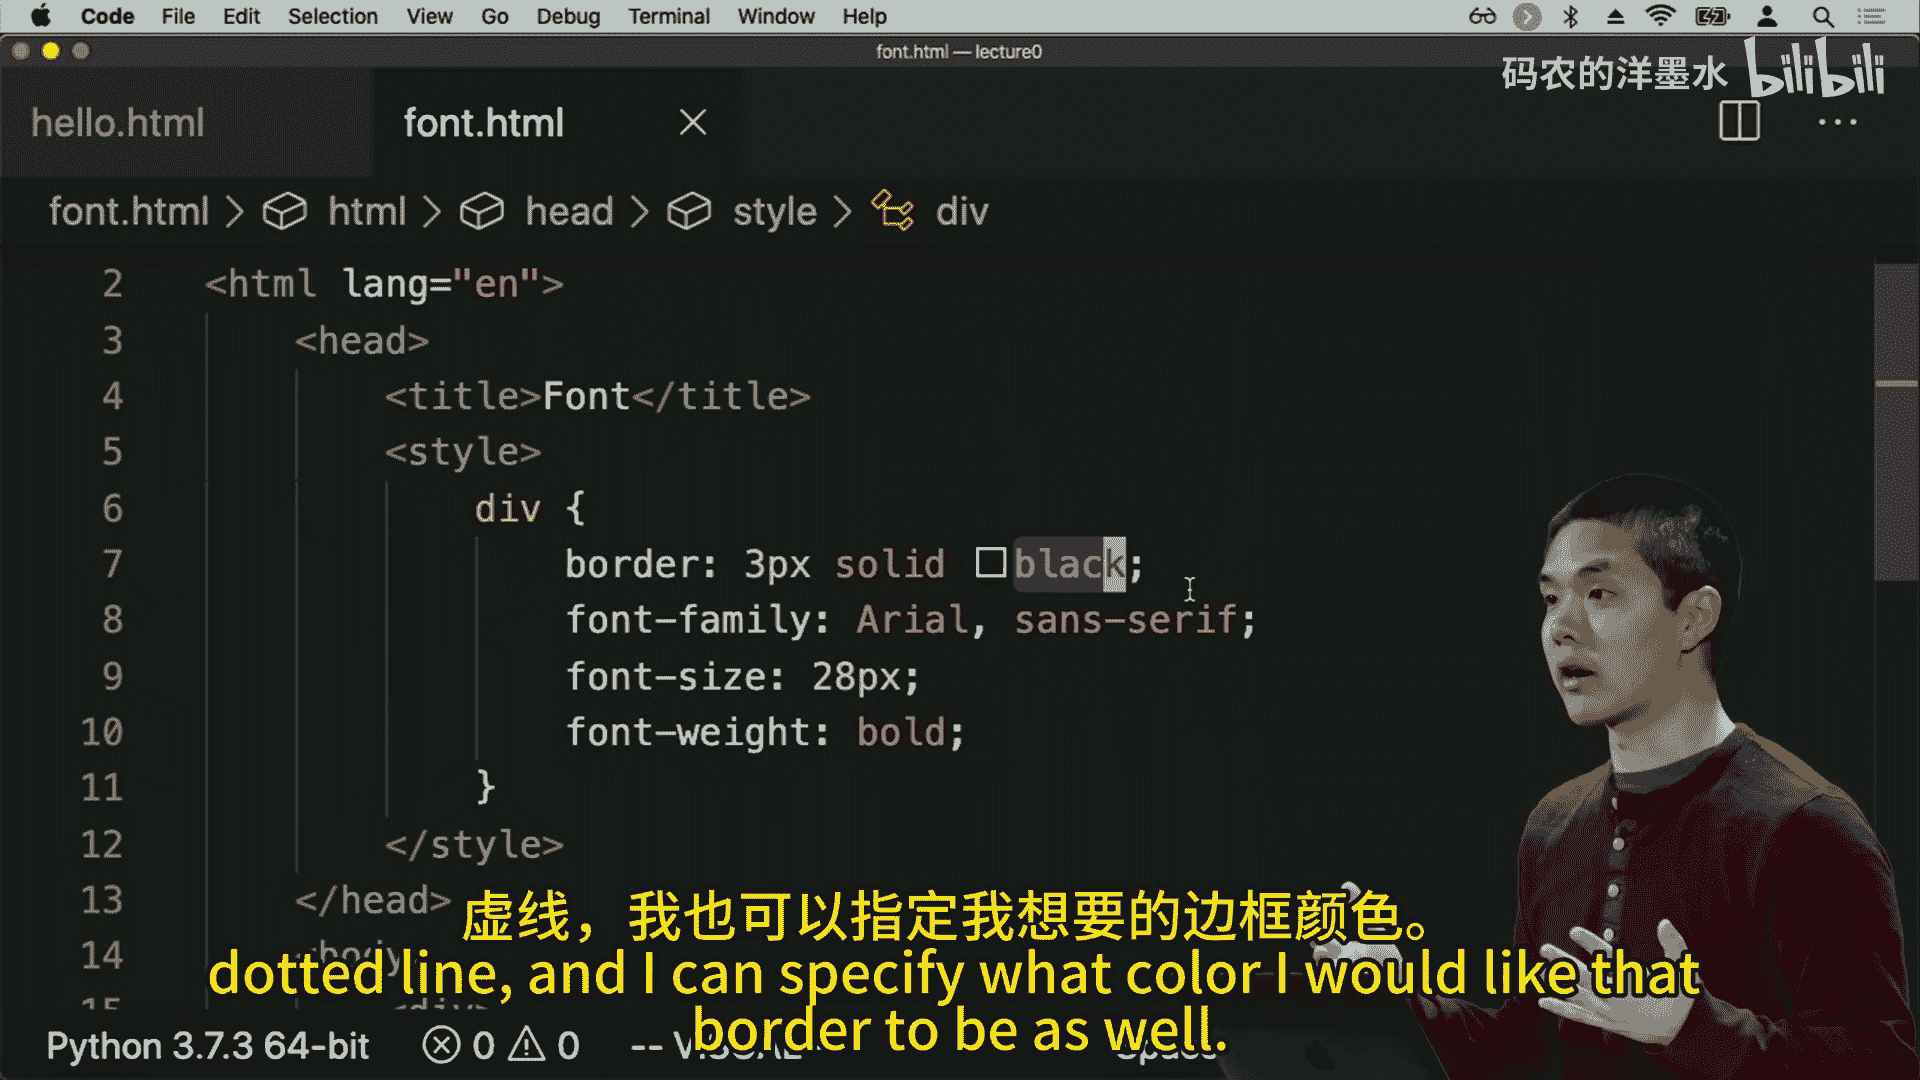 Code File Edit Selection View Go Debug Terminal Window Help
font.html — lecture0
码农的洋墨水 bilibili
hello.html font.html
font.html html head style div
2 <html lang="en">
3 <head>
4 <title>Font</title>
5 <style>
6 div {
7 border: 3px solid black;
8 font-family: Arial, sans-serif;
9 font-size: 28px;
10 font-weight: bold;
11 }
12 </style>
13 </head>
14 <body>
15 <div>
虚线，我也可以指定我想要的边框颜色。
dotted line, and I can specify what color I would like that
border to be as well.
Python 3.7.3 64-bit 0 0 -- VISUAL